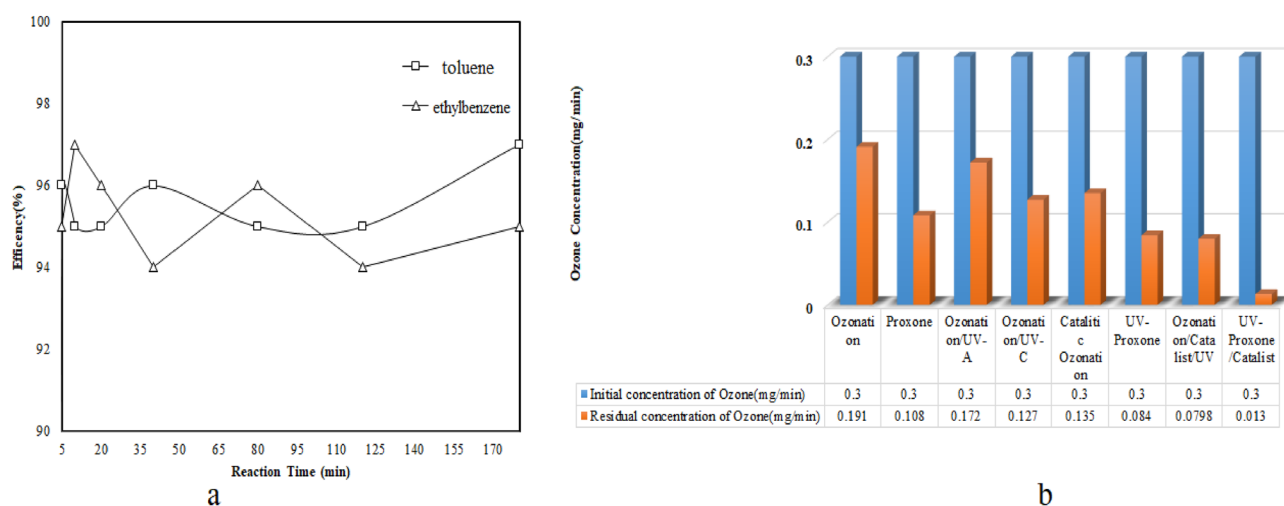 100
98
96
94
92
90
Efficency(%)
toluene
ethylbenzene
5 20 35 50 65 80 95 110 125 140 155 170
Reaction Time (min)
a
Ozone Concentration(mg/min)
0.3
0.2
0.1
0
Ozonati
on
Proxone
Ozonati
on/UV-
A
Ozonati
on/UV-
C
Cataliti
c
Ozonati
on
UV-
Proxone
Ozonati
on/Cata
list/UV
UV-
Proxone
/Catalist
Initial concentration of Ozone(mg/min) 0.3 0.3 0.3 0.3 0.3 0.3 0.3 0.3
Residual concentration of Ozone(mg/min) 0.191 0.108 0.172 0.127 0.135 0.084 0.0798 0.013
b